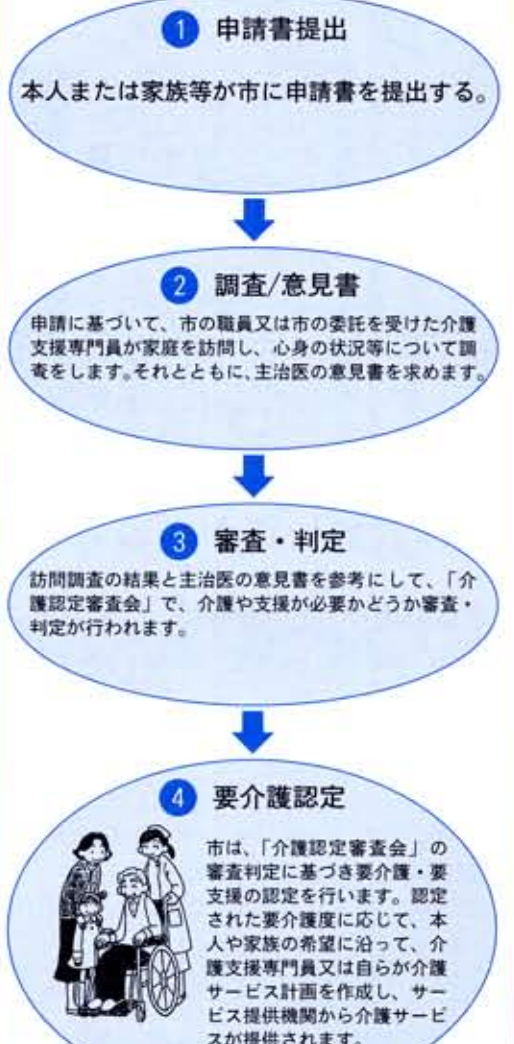 1 申請書提出
本人または家族等が市に申請書を提出する。
2 調査/意見書
申請に基づいて、市の職員又は市の委託を受けた介護
支援専門員が家庭を訪問し、心身の状況等について調
査をします。それとともに、主治医の意見書を求めます。
3 審査・判定
訪問調査の結果と主治医の意見書を参考にして、「介
護認定審査会」で、介護や支援が必要かどうか審査・
判定が行われます。
4 要介護認定
市は、「介護認定審査会」の
審査判定に基づき要介護・要
支援の認定を行います。認定
された要介護度に応じて、本
人や家族の希望に沿って、介
護支援専門員又は自らが介護
サービス計画を作成し、サー
ビス提供機関から介護サービ
スが提供されます。